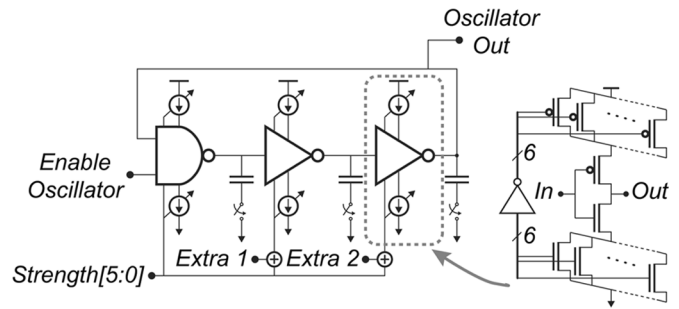 Oscillator
Out
Enable
Oscillator
6
In
Out
6
Extra 1
Extra 2
Strength[5:0]